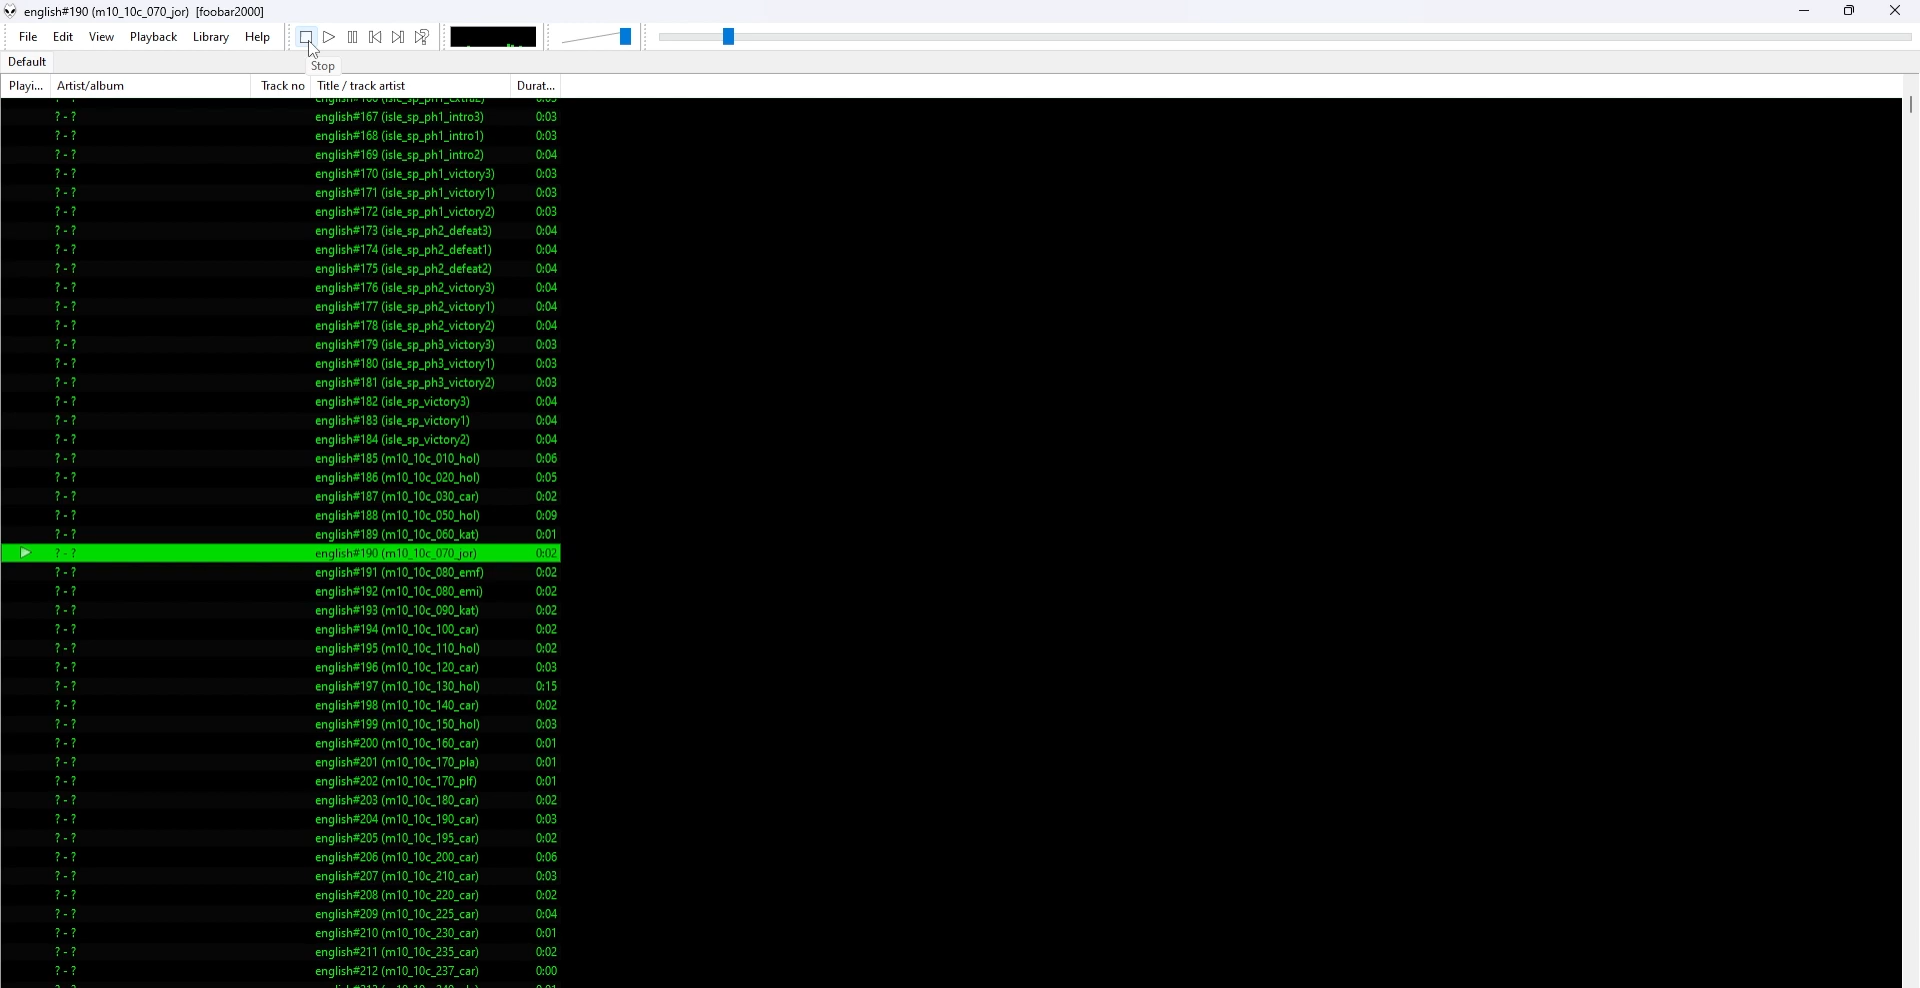 english#190 (m10_10c_070_jor) [foobar2000]
File Edit View Playback Library Help
Stop
Default
Playi... Artist/album Track no Title / track artist Durat...
? - ? english#167 (isle_sp_ph1_intro3) 0:03
? - ? english#168 (isle_sp_ph1_intro1) 0:03
? - ? english#169 (isle_sp_ph1_intro2) 0:04
? - ? english#170 (isle_sp_ph1_victory3) 0:03
? - ? english#171 (isle_sp_ph1_victory1) 0:03
? - ? english#172 (isle_sp_ph1_victory2) 0:03
? - ? english#173 (isle_sp_ph2_defeat3) 0:04
? - ? english#174 (isle_sp_ph2_defeat1) 0:04
? - ? english#175 (isle_sp_ph2_defeat2) 0:04
? - ? english#176 (isle_sp_ph2_victory3) 0:04
? - ? english#177 (isle_sp_ph2_victory1) 0:04
? - ? english#178 (isle_sp_ph2_victory2) 0:04
? - ? english#179 (isle_sp_ph3_victory3) 0:03
? - ? english#180 (isle_sp_ph3_victory1) 0:03
? - ? english#181 (isle_sp_ph3_victory2) 0:03
? - ? english#182 (isle_sp_victory3) 0:04
? - ? english#183 (isle_sp_victory1) 0:04
? - ? english#184 (isle_sp_victory2) 0:04
? - ? english#185 (m10_10c_010_hol) 0:06
? - ? english#186 (m10_10c_020_hol) 0:05
? - ? english#187 (m10_10c_030_car) 0:02
? - ? english#188 (m10_10c_050_hol) 0:09
? - ? english#189 (m10_10c_060_kat) 0:01
? - ? english#190 (m10_10c_070_jor) 0:02
? - ? english#191 (m10_10c_080_emf) 0:02
? - ? english#192 (m10_10c_080_emi) 0:02
? - ? english#193 (m10_10c_090_kat) 0:02
? - ? english#194 (m10_10c_100_car) 0:02
? - ? english#195 (m10_10c_110_hol) 0:02
? - ? english#196 (m10_10c_120_car) 0:03
? - ? english#197 (m10_10c_130_hol) 0:15
? - ? english#198 (m10_10c_140_car) 0:02
? - ? english#199 (m10_10c_150_hol) 0:03
? - ? english#200 (m10_10c_160_car) 0:01
? - ? english#201 (m10_10c_170_pla) 0:01
? - ? english#202 (m10_10c_170_plf) 0:01
? - ? english#203 (m10_10c_180_car) 0:02
? - ? english#204 (m10_10c_190_car) 0:03
? - ? english#205 (m10_10c_195_car) 0:02
? - ? english#206 (m10_10c_200_car) 0:06
? - ? english#207 (m10_10c_210_car) 0:03
? - ? english#208 (m10_10c_220_car) 0:02
? - ? english#209 (m10_10c_225_car) 0:04
? - ? english#210 (m10_10c_230_car) 0:01
? - ? english#211 (m10_10c_235_car) 0:02
? - ? english#212 (m10_10c_237_car) 0:00